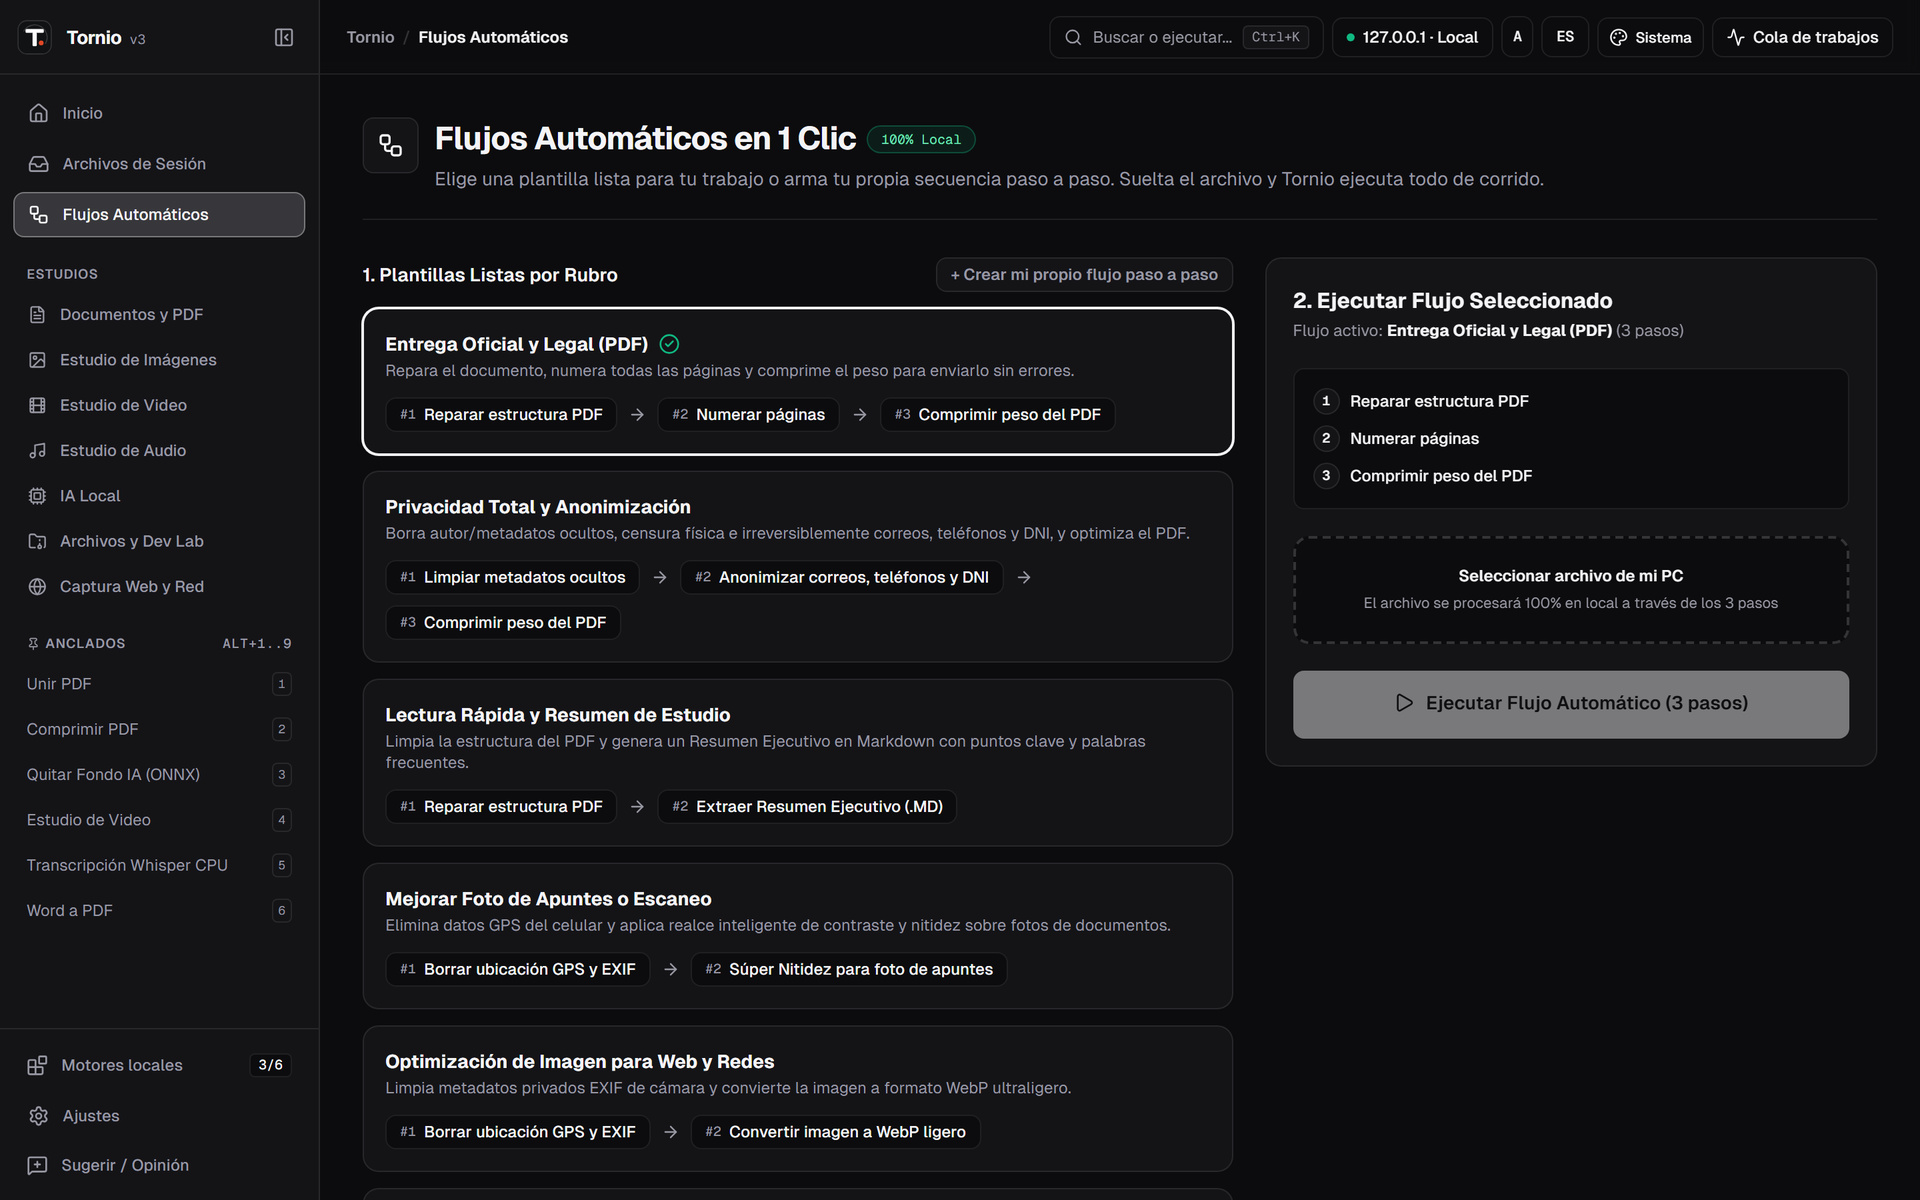 T. Tornio v3
Inicio
Archivos de Sesión
Flujos Automáticos
ESTUDIOS
Documentos y PDF
Estudio de Imágenes
Estudio de Video
Estudio de Audio
IA Local
Archivos y Dev Lab
Captura Web y Red
ANCLADOS ALT+1..9
Unir PDF 1
Comprimir PDF 2
Quitar Fondo IA (ONNX) 3
Estudio de Video 4
Transcripción Whisper CPU 5
Word a PDF 6
Motores locales 3/6
Ajustes
Sugerir / Opinión
Tornio / Flujos Automáticos
Buscar o ejecutar... Ctrl+K
127.0.0.1 · Local
A
ES
Sistema
Cola de trabajos
Flujos Automáticos en 1 Clic 100% Local
Elige una plantilla lista para tu trabajo o arma tu propia secuencia paso a paso. Suelta el archivo y Tornio ejecuta todo de corrido.
1. Plantillas Listas por Rubro
+ Crear mi propio flujo paso a paso
Entrega Oficial y Legal (PDF)
Repara el documento, numera todas las páginas y comprime el peso para enviarlo sin errores.
#1 Reparar estructura PDF → #2 Numerar páginas → #3 Comprimir peso del PDF
Privacidad Total y Anonimización
Borra autor/metadatos ocultos, censura física e irreversiblemente correos, teléfonos y DNI, y optimiza el PDF.
#1 Limpiar metadatos ocultos → #2 Anonimizar correos, teléfonos y DNI →
#3 Comprimir peso del PDF
Lectura Rápida y Resumen de Estudio
Limpia la estructura del PDF y genera un Resumen Ejecutivo en Markdown con puntos clave y palabras
frecuentes.
#1 Reparar estructura PDF → #2 Extraer Resumen Ejecutivo (.MD)
Mejorar Foto de Apuntes o Escaneo
Elimina datos GPS del celular y aplica realce inteligente de contraste y nitidez sobre fotos de documentos.
#1 Borrar ubicación GPS y EXIF → #2 Súper Nitidez para foto de apuntes
Optimización de Imagen para Web y Redes
Limpia metadatos privados EXIF de cámara y convierte la imagen a formato WebP ultraligero.
#1 Borrar ubicación GPS y EXIF → #2 Convertir imagen a WebP ligero
2. Ejecutar Flujo Seleccionado
Flujo activo: Entrega Oficial y Legal (PDF) (3 pasos)
1 Reparar estructura PDF
2 Numerar páginas
3 Comprimir peso del PDF
Seleccionar archivo de mi PC
El archivo se procesará 100% en local a través de los 3 pasos
Ejecutar Flujo Automático (3 pasos)